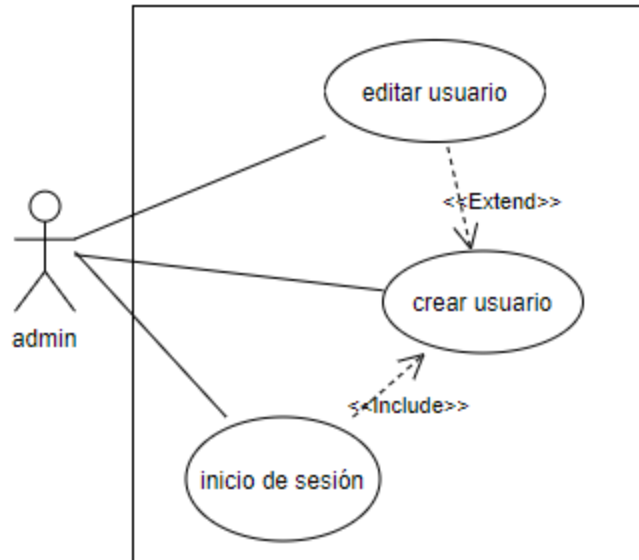 editar usuario
<<Extend>>
crear usuario
admin
<<Include>>
inicio de sesión